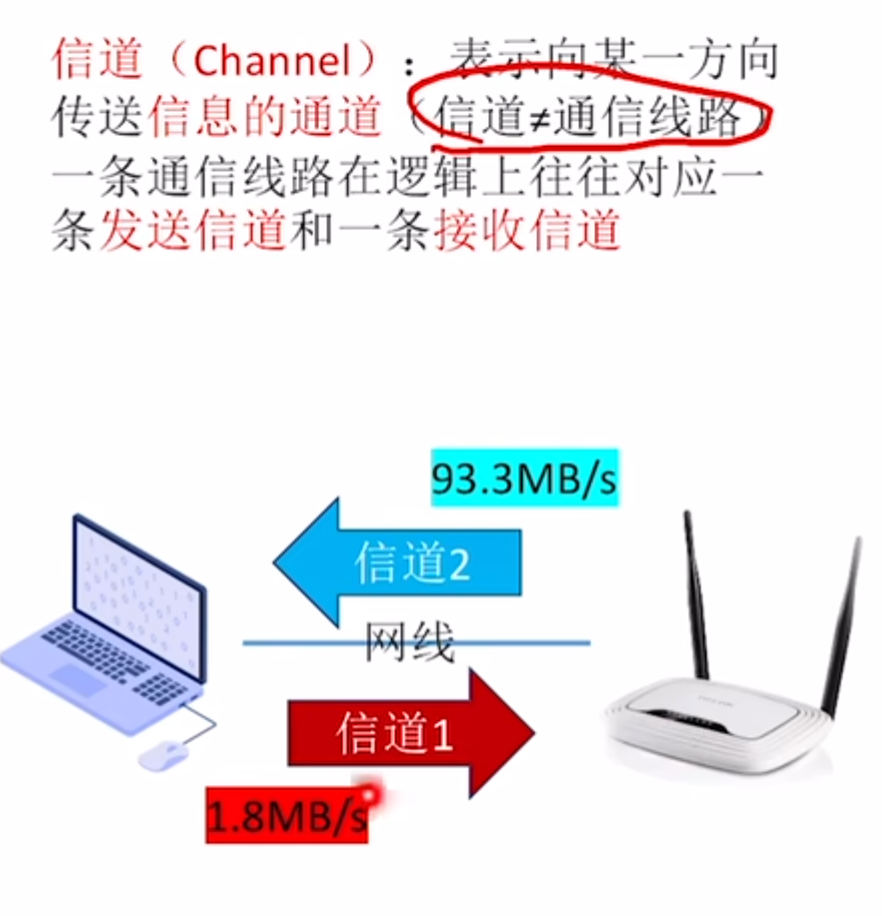 信道（Channel）：表示向某一方向
传送信息的通道（信道≠通信线路）
一条通信线路在逻辑上往往对应一
条发送信道和一条接收信道
93.3MB/s
信道2
网线
信道1
1.8MB/s